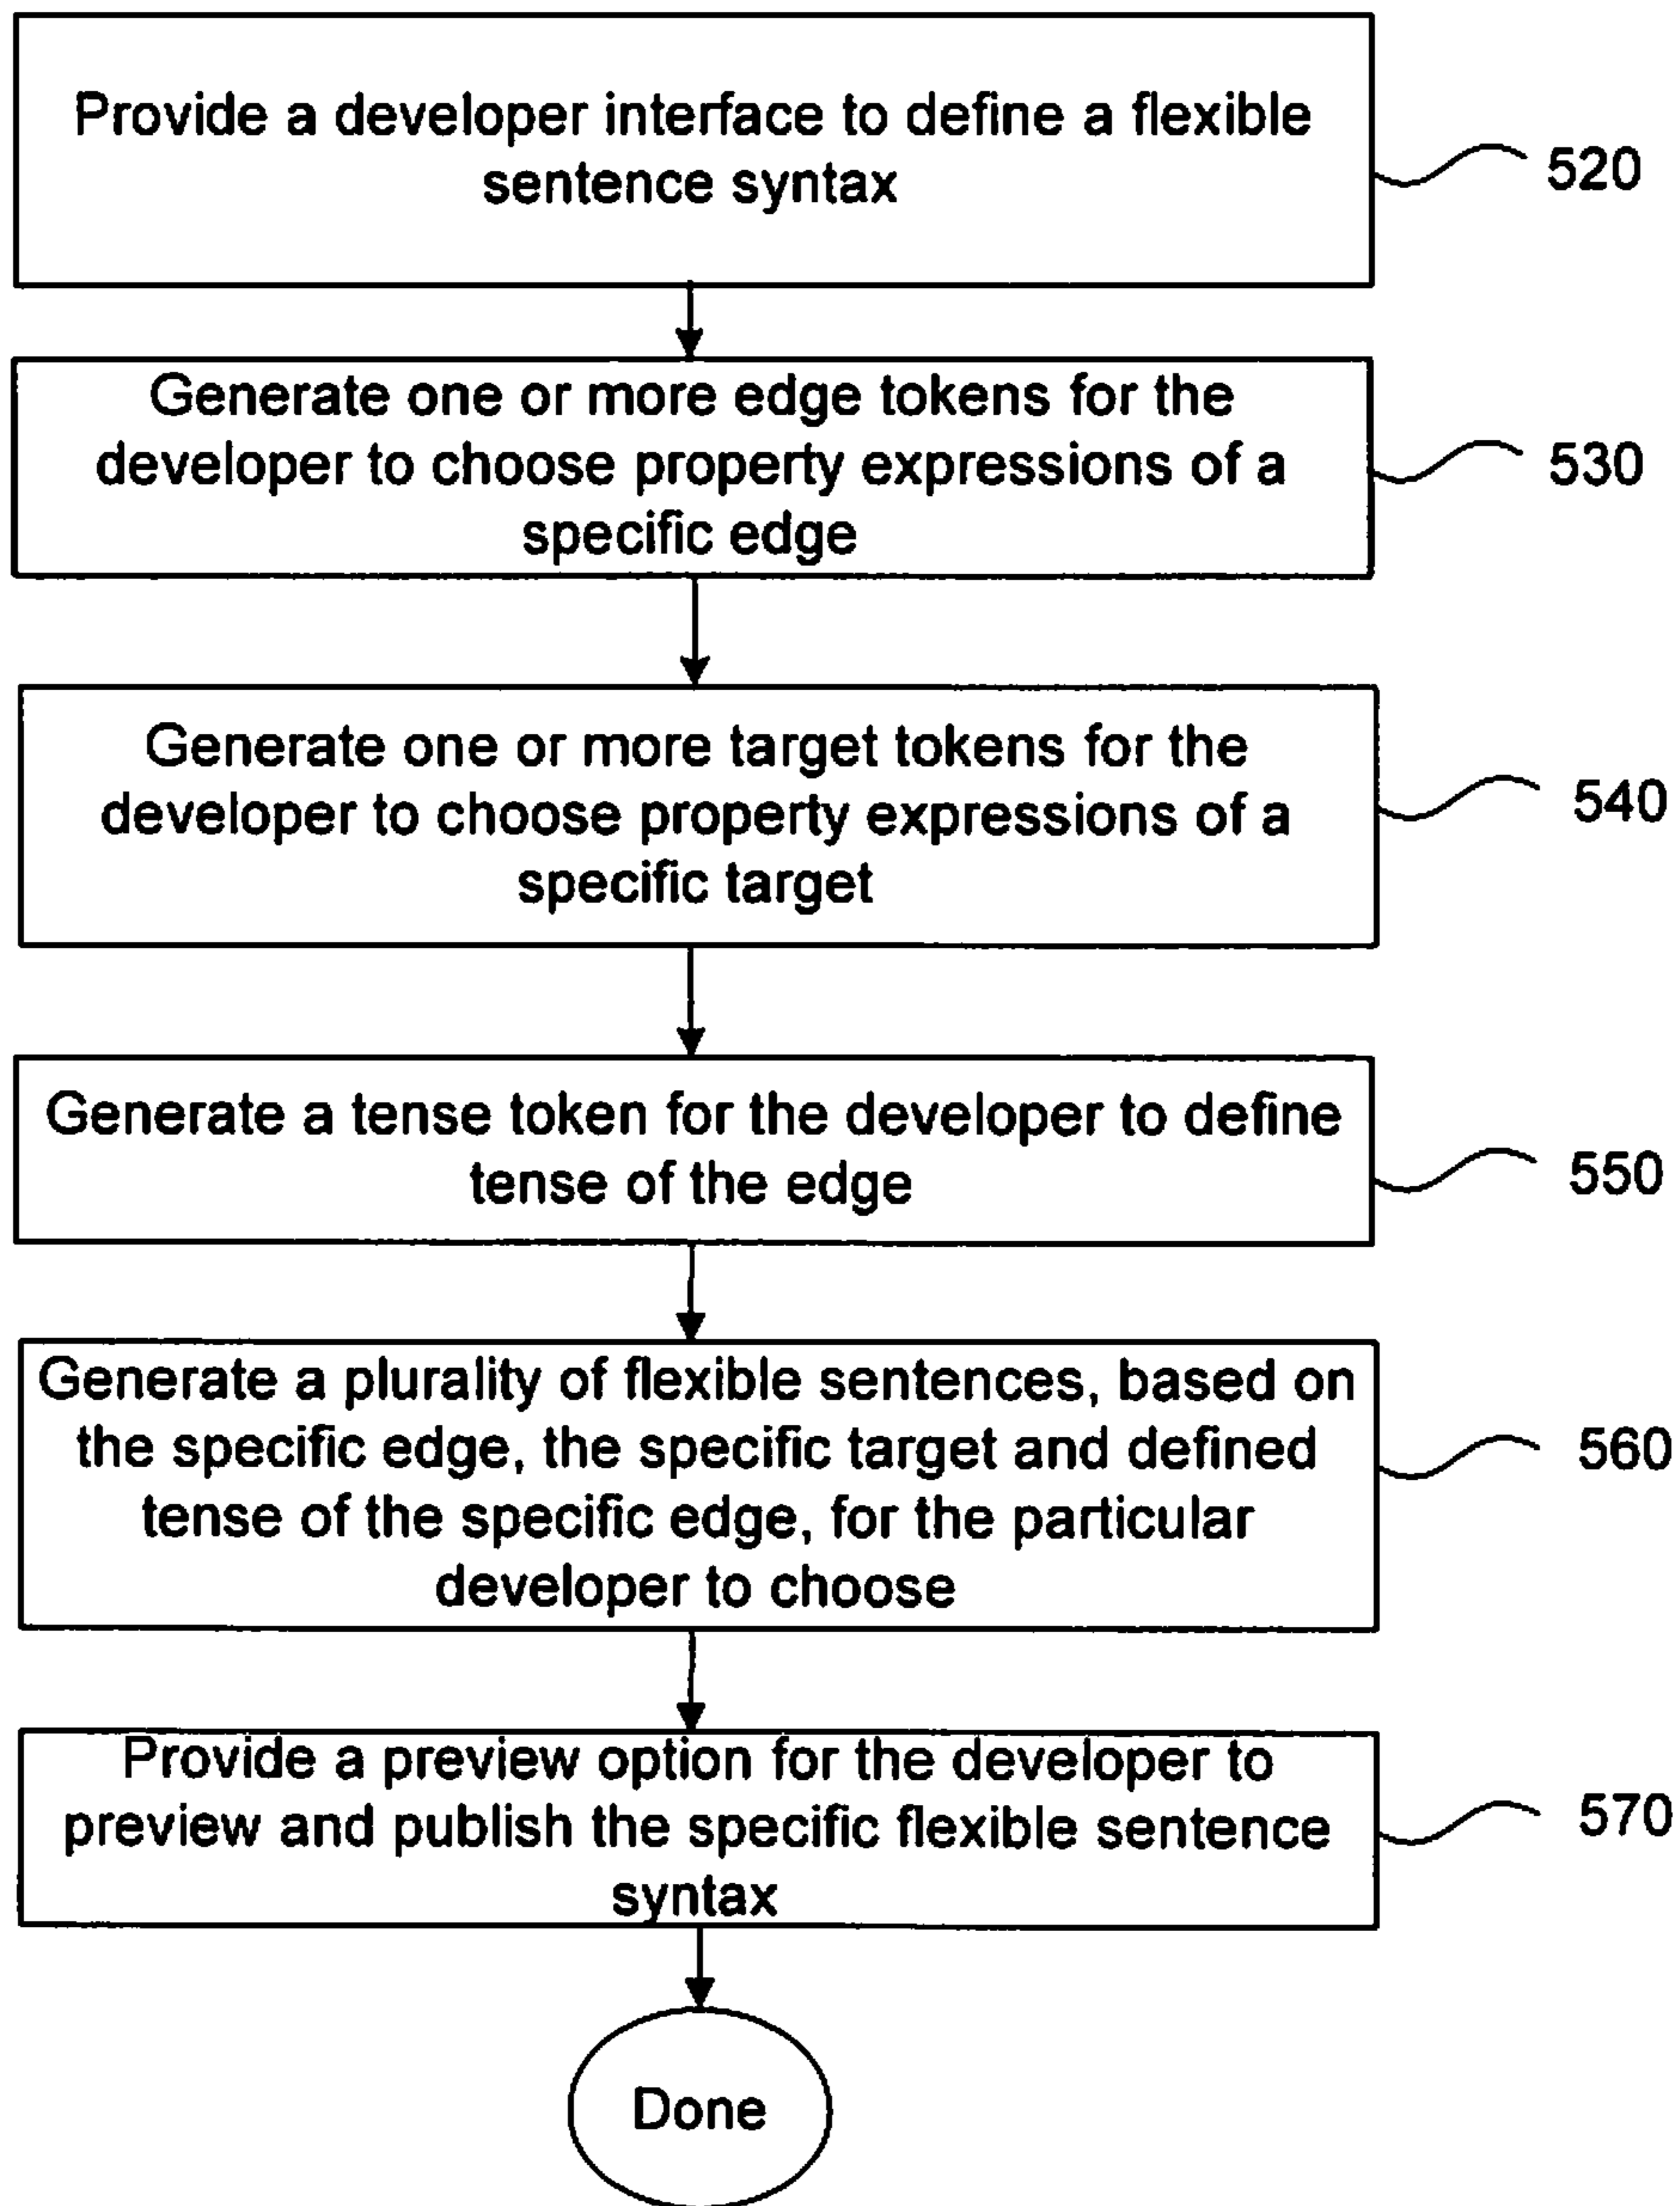 Provide a developer interface to define a flexible
sentence syntax
520
Generate one or more edge tokens for the
developer to choose property expressions of a
specific edge
530
Generate one or more target tokens for the
developer to choose property expressions of a
specific target
540
Generate a tense token for the developer to define
tense of the edge
550
Generate a plurality of flexible sentences, based on
the specific edge, the specific target and defined
tense of the specific edge, for the particular
developer to choose
560
Provide a preview option for the developer to
preview and publish the specific flexible sentence
syntax
570
Done